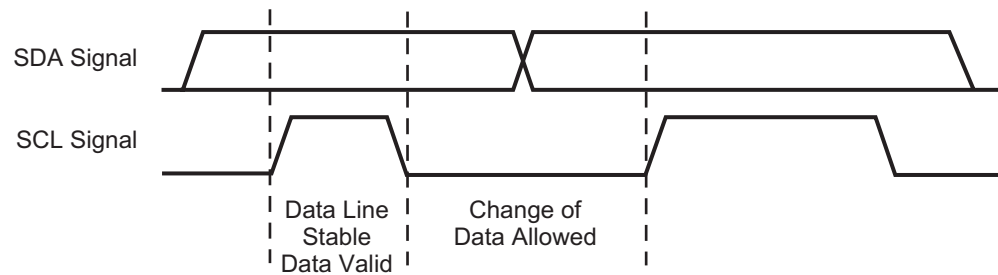 SDA Signal
SCL Signal
Data Line
Stable
Data Valid
Change of
Data Allowed